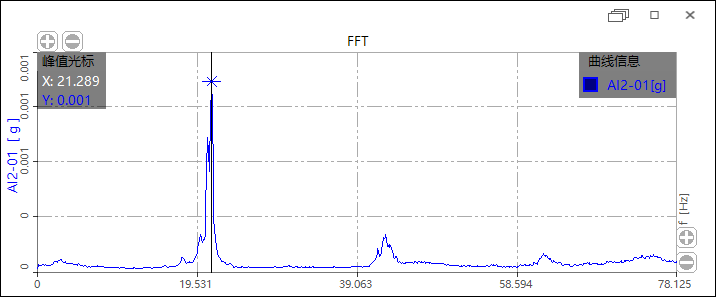 FFT
峰值光标
X: 21.289
Y: 0.001
曲线信息
AI2-01[g]
AI2-01 [ g ]
0.001
0.001
0.001
0
0
0
19.531
39.063
58.594
78.125
f [Hz]